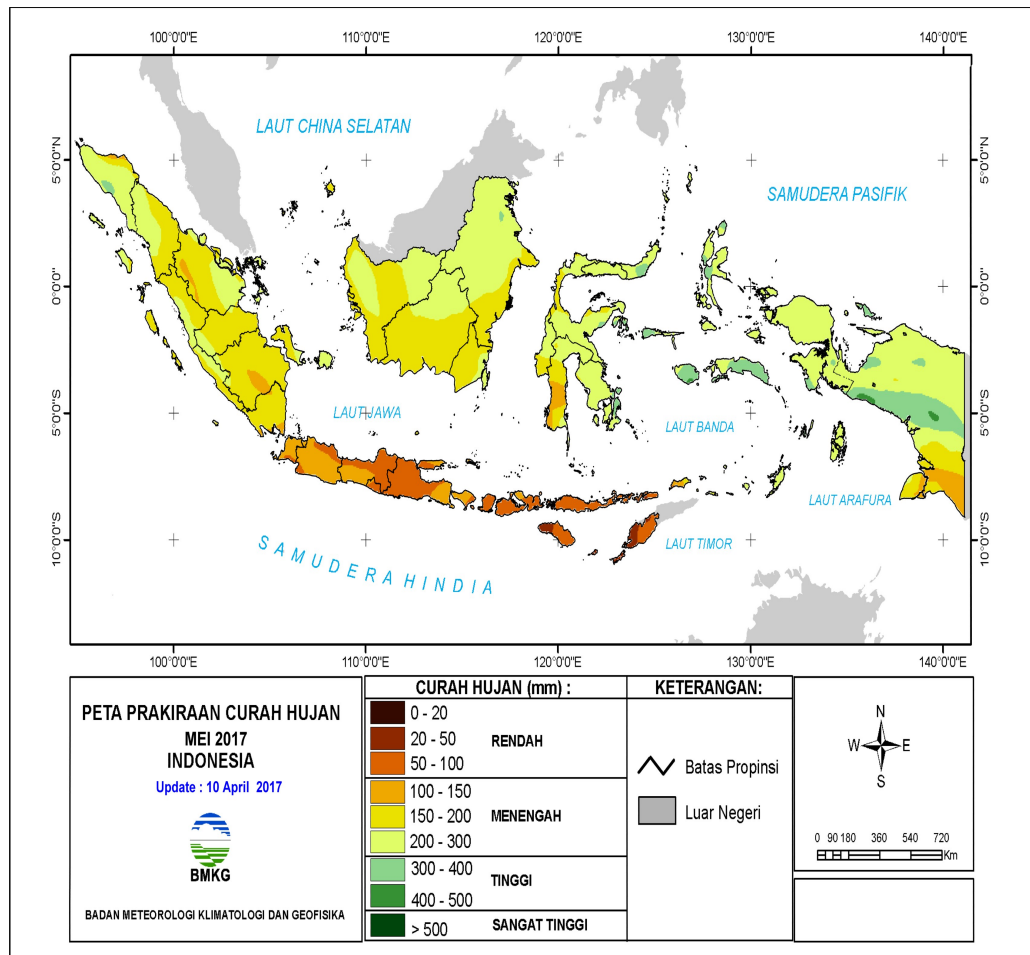 100°0'0"E 110°0'0"E 120°0'0"E 130°0'0"E 140°0'0"E
LAUT CHINA SELATAN
5°0'0"N 5°0'0"N
SAMUDERA PASIFIK
0°0'0" 0°0'0"
LAUT JAWA
LAUT BANDA
5°0'0"S 5°0'0"S
LAUT ARAFURA
LAUT TIMOR
10°0'0"S 10°0'0"S
SAMUDERA HINDIA
100°0'0"E 110°0'0"E 120°0'0"E 130°0'0"E 140°0'0"E
PETA PRAKIRAAN CURAH HUJAN
MEI 2017
INDONESIA
Update : 10 April 2017
BMKG
BADAN METEOROLOGI KLIMATOLOGI DAN GEOFISIKA
CURAH HUJAN (mm) :
0 - 20
20 - 50
RENDAH
50 - 100
100 - 150
150 - 200
MENENGAH
200 - 300
300 - 400
TINGGI
400 - 500
> 500
SANGAT TINGGI
KETERANGAN:
Batas Propinsi
Luar Negeri
N
W E
S
0 90 180 360 540 720
Km